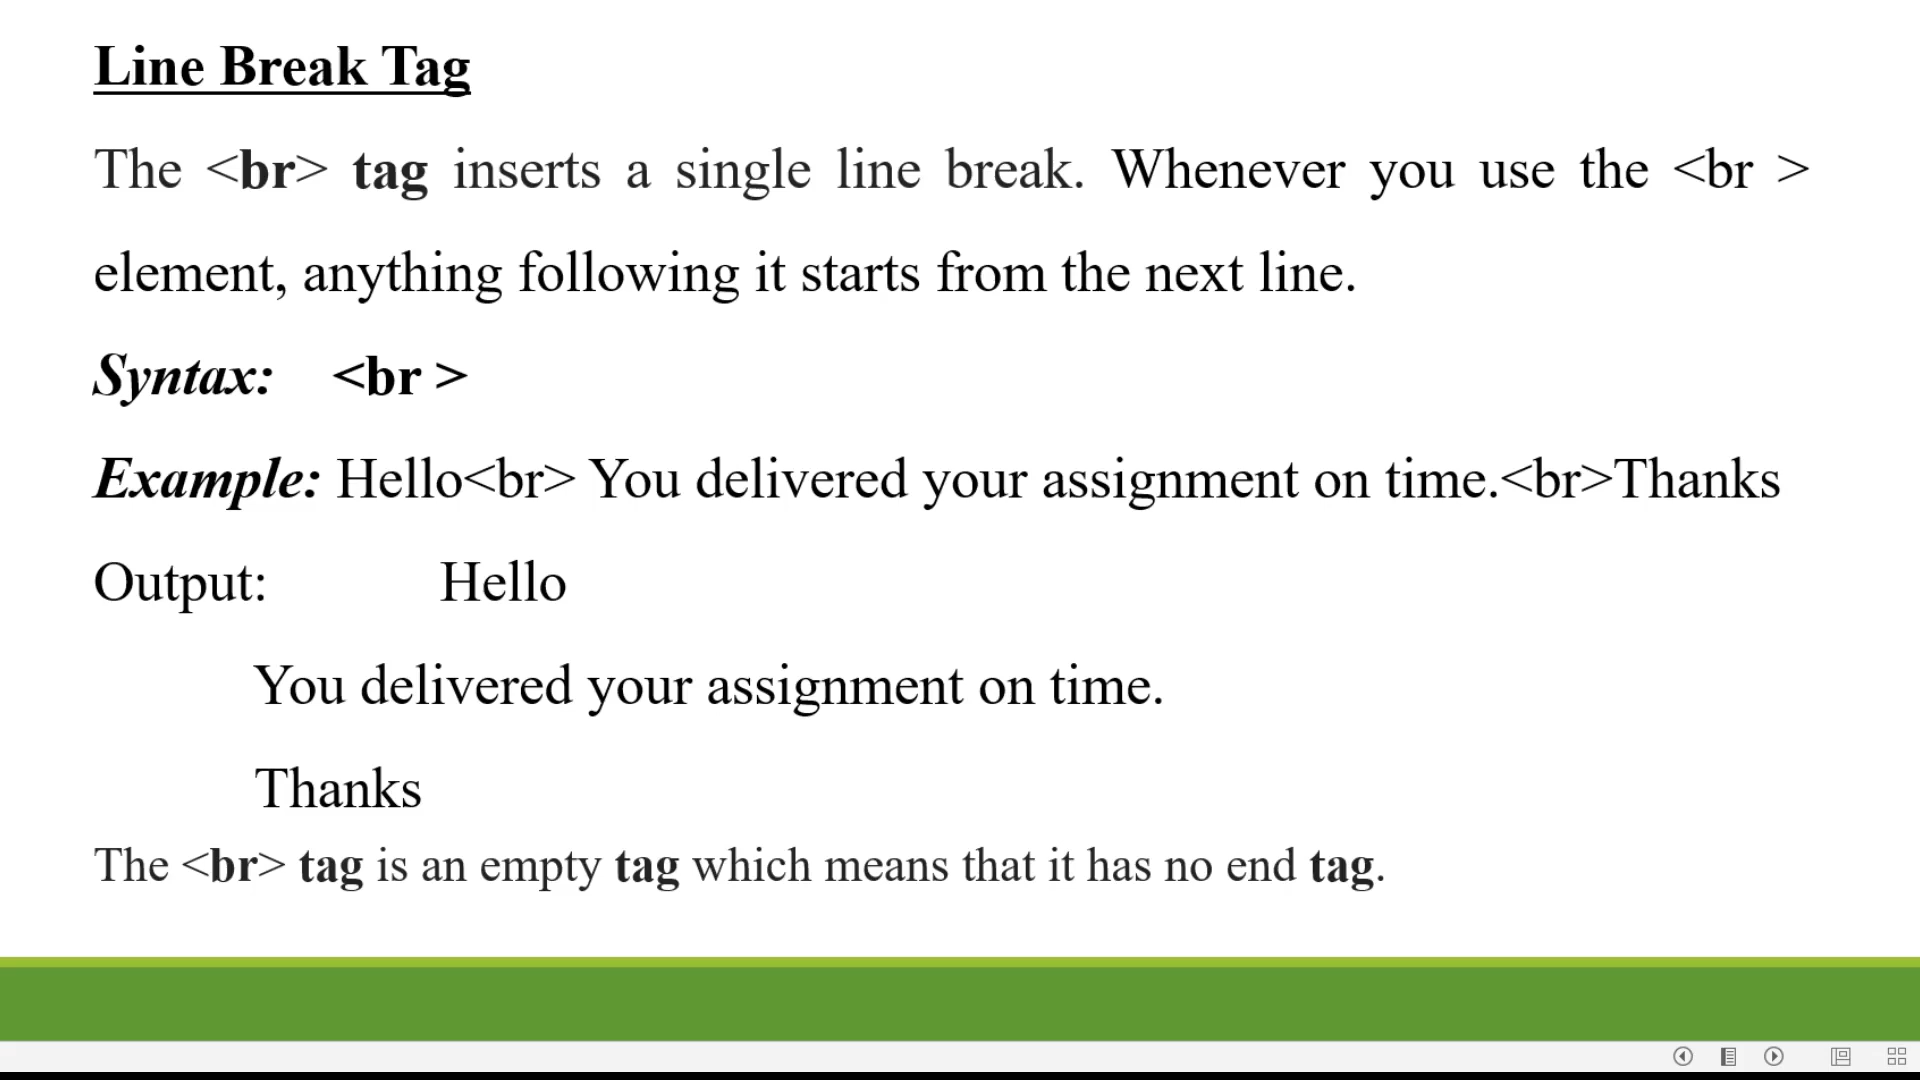 Line Break Tag
The <br> tag inserts a single line break. Whenever you use the <br >
element, anything following it starts from the next line.
Syntax: <br >
Example: Hello<br> You delivered your assignment on time.<br>Thanks
Output: Hello
You delivered your assignment on time.
Thanks
The <br> tag is an empty tag which means that it has no end tag.